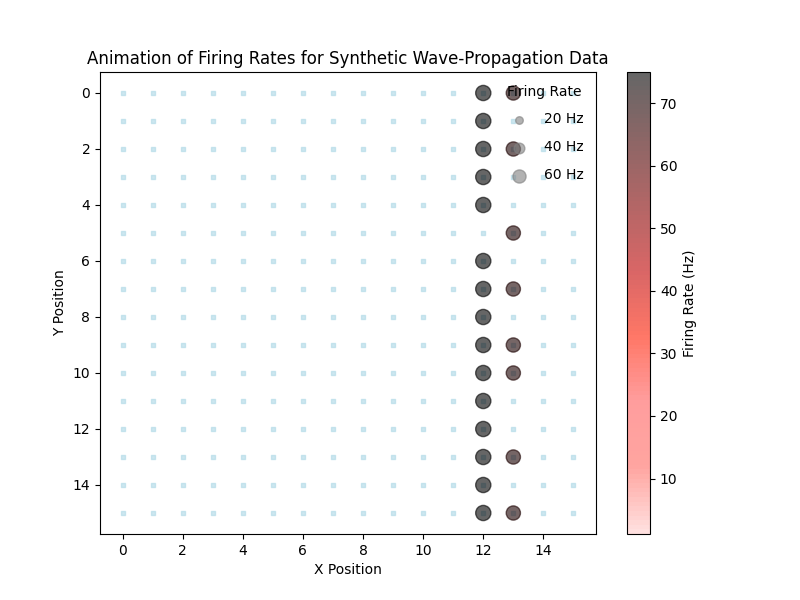 Animation of Firing Rates for Synthetic Wave-Propagation Data
Firing Rate
20 Hz
40 Hz
60 Hz
0
2
4
6
8
10
12
14
Y Position
0 2 4 6 8 10 12 14
X Position
70
60
50
40
30
20
10
Firing Rate (Hz)